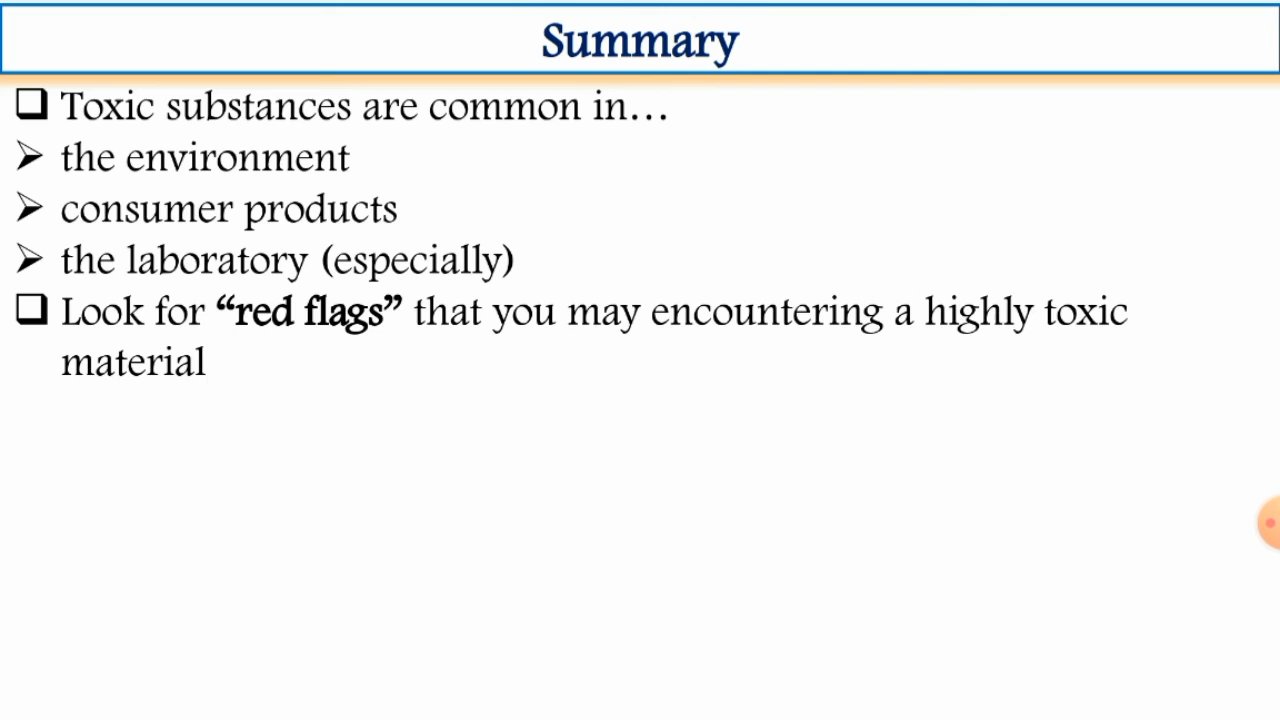 Summary
❑ Toxic substances are common in…
➢ the environment
➢ consumer products
➢ the laboratory (especially)
❑ Look for “red flags” that you may encountering a highly toxic
material